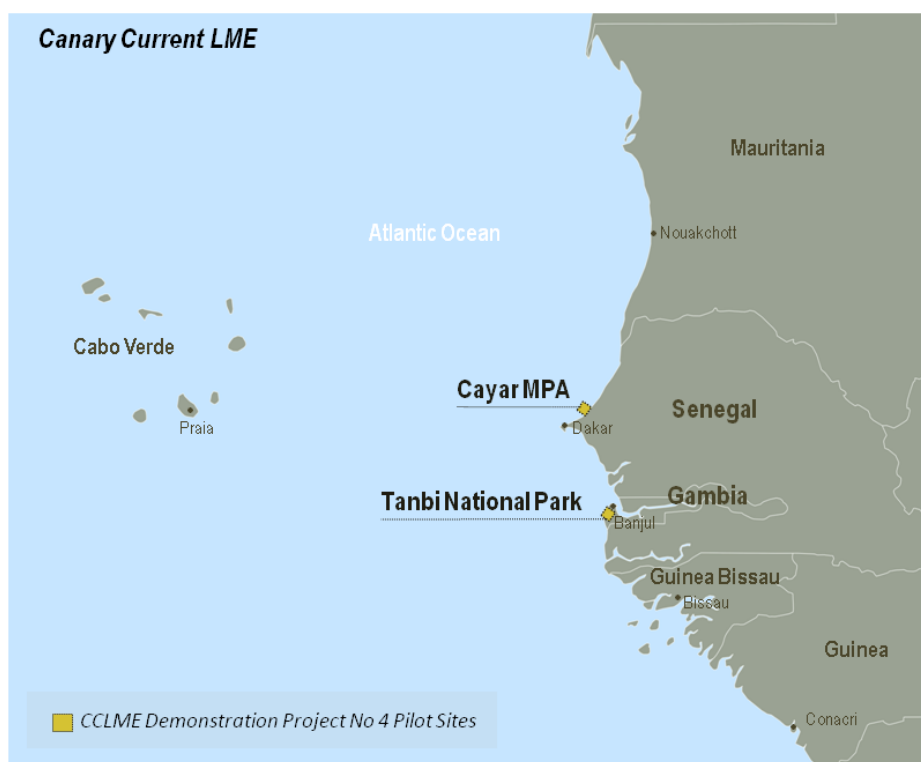 Canary Current LME
Mauritania
Atlantic Ocean
Nouakchott
Cabo Verde
Cayar MPA
Senegal
Praia
Dakar
Tanbi National Park
Gambia
Banjul
Guinea Bissau
Bissau
Guinea
CCLME Demonstration Project No 4 Pilot Sites
Conacri